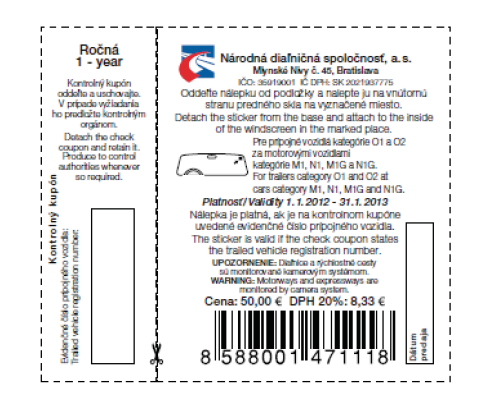 Ročná
1 - year
Kontrolný kupón
oddeľte a uschovajte.
V prípade vyžiadania
ho predložte kontrolným
orgánom.
Detach the check
coupon and retain it.
Produce to control
authorities whenever
so required.
Kontrolný kupón
Evidenčné číslo prípojného vozidla:
Trailed vehicle registration number:
Národná diaľničná spoločnosť, a.s.
Mlynské Nivy č. 45, Bratislava
IČO: 35919001 IČ DPH: SK 2021937775
Oddeľte nálepku od podložky a nalepte ju na vnútornú
stranu predného skla na vyznačené miesto.
Detach the sticker from the base and attach to the inside
of the windscreen in the marked place.
Pre prípojné vozidlá kategórie O1 a O2
za motorovými vozidlami
kategórie M1, N1, M1G a N1G.
For trailers category O1 and O2 at
cars category M1, N1, M1G and N1G.
Platnosť/Validity 1.1.2012 - 31.1.2013
Nálepka je platná, ak je na kontrolnom kupóne
uvedené evidenčné číslo prípojného vozidla.
The sticker is valid if the check coupon states
the trailed vehicle registration number.
UPOZORNENIE: Diaľnice a rýchlostné cesty
sú monitorované kamerovým systémom.
WARNING: Motorways and expressways are
monitored by camera system.
Cena: 50,00 € DPH 20%: 8,33 €
8 588001 471118
Dátum
predaja